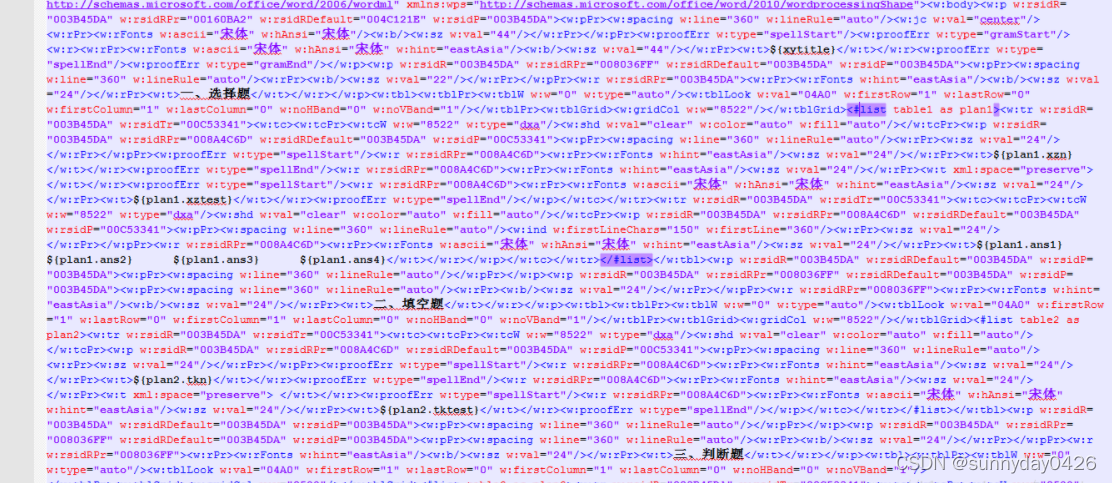 http://schemas.microsoft.com/office/word/2006/wordml" xmlns:wps="http://schemas.microsoft.com/office/word/2010/wordprocessingShape"><w:body><w:p w:rsidR=
"003B45DA" w:rsidRPr="00160BA2" w:rsidRDefault="004C121E" w:rsidP="003B45DA"><w:pPr><w:spacing w:line="360" w:lineRule="auto"/><w:jc w:val="center"/>
<w:rPr><w:rFonts w:ascii="宋体" w:hAnsi="宋体"/><w:b/><w:sz w:val="44"/></w:rPr></w:pPr><w:proofErr w:type="spellStart"/><w:proofErr w:type="gramStart"/>
<w:r><w:rPr><w:rFonts w:ascii="宋体" w:hAnsi="宋体" w:hint="eastAsia"/><w:b/><w:sz w:val="44"/></w:rPr><w:t>${xytitle}</w:t></w:r><w:proofErr w:type=
"spellEnd"/><w:proofErr w:type="gramEnd"/></w:p><w:p w:rsidR="003B45DA" w:rsidRPr="008036FF" w:rsidRDefault="003B45DA" w:rsidP="003B45DA"><w:pPr><w:spacing
w:line="360" w:lineRule="auto"/><w:rPr><w:b/><w:sz w:val="22"/></w:rPr></w:pPr><w:r w:rsidRPr="003B45DA"><w:rPr><w:rFonts w:hint="eastAsia"/><w:b/><w:sz w:val
="24"/></w:rPr><w:t>一、选择题</w:t></w:r></w:p><w:tbl><w:tblPr><w:tblW w:w="0" w:type="auto"/><w:tblLook w:val="04A0" w:firstRow="1" w:lastRow="0"
w:firstColumn="1" w:lastColumn="0" w:noHBand="0" w:noVBand="1"/></w:tblPr><w:tblGrid><w:gridCol w:w="8522"/></w:tblGrid><#list table1 as plan1><w:tr w:rsidR=
"003B45DA" w:rsidTr="00C53341"><w:tc><w:tcPr><w:tcW w:w="8522" w:type="dxa"/><w:shd w:val="clear" w:color="auto" w:fill="auto"/></w:tcPr><w:p w:rsidR=
"003B45DA" w:rsidRPr="008A4C6D" w:rsidRDefault="003B45DA" w:rsidP="00C53341"><w:pPr><w:spacing w:line="360" w:lineRule="auto"/><w:rPr><w:sz w:val="24"/>
</w:rPr></w:pPr><w:proofErr w:type="spellStart"/><w:r w:rsidRPr="008A4C6D"><w:rPr><w:rFonts w:hint="eastAsia"/><w:sz w:val="24"/></w:rPr><w:t>${plan1.xzn}
</w:t></w:r><w:proofErr w:type="spellEnd"/><w:r w:rsidRPr="008A4C6D"><w:rPr><w:rFonts w:hint="eastAsia"/><w:sz w:val="24"/></w:rPr><w:t xml:space="preserve">
</w:t></w:r><w:proofErr w:type="spellStart"/><w:r w:rsidRPr="008A4C6D"><w:rPr><w:rFonts w:ascii="宋体" w:hAnsi="宋体" w:hint="eastAsia"/><w:sz w:val="24"/>
</w:rPr><w:t>${plan1.xztest}</w:t></w:r><w:proofErr w:type="spellEnd"/></w:p></w:tc></w:tr><w:tr w:rsidR="003B45DA" w:rsidTr="00C53341"><w:tc><w:tcPr><w:tcW
w:w="8522" w:type="dxa"/><w:shd w:val="clear" w:color="auto" w:fill="auto"/></w:tcPr><w:p w:rsidR="003B45DA" w:rsidRPr="008A4C6D" w:rsidRDefault="003B45DA"
w:rsidP="00C53341"><w:pPr><w:spacing w:line="360" w:lineRule="auto"/><w:ind w:firstLineChars="150" w:firstLine="360"/><w:rPr><w:sz w:val="24"/>
</w:rPr></w:pPr><w:r w:rsidRPr="008A4C6D"><w:rPr><w:rFonts w:ascii="宋体" w:hAnsi="宋体" w:hint="eastAsia"/><w:sz w:val="24"/></w:rPr><w:t>${plan1.ans1}
${plan1.ans2} ${plan1.ans3} ${plan1.ans4}</w:t></w:r></w:p></w:tc></w:tr></#list></w:tbl><w:p w:rsidR="003B45DA" w:rsidRDefault="003B45DA" w:rsidP=
"003B45DA"><w:pPr><w:spacing w:line="360" w:lineRule="auto"/></w:pPr></w:p><w:p w:rsidR="003B45DA" w:rsidRPr="008036FF" w:rsidRDefault="003B45DA" w:rsidP=
"003B45DA"><w:pPr><w:spacing w:line="360" w:lineRule="auto"/><w:rPr><w:b/><w:sz w:val="24"/></w:rPr></w:pPr><w:r w:rsidRPr="008036FF"><w:rPr><w:rFonts w:hint=
"eastAsia"/><w:b/><w:sz w:val="24"/></w:rPr><w:t>二、填空题</w:t></w:r></w:p><w:tbl><w:tblPr><w:tblW w:w="0" w:type="auto"/><w:tblLook w:val="04A0" w:firstRow
="1" w:lastRow="0" w:firstColumn="1" w:lastColumn="0" w:noHBand="0" w:noVBand="1"/></w:tblPr><w:tblGrid><w:gridCol w:w="8522"/></w:tblGrid><#list table2 as
plan2><w:tr w:rsidR="003B45DA" w:rsidTr="00C53341"><w:tc><w:tcPr><w:tcW w:w="8522" w:type="dxa"/><w:shd w:val="clear" w:color="auto" w:fill="auto"/>
</w:tcPr><w:p w:rsidR="003B45DA" w:rsidRPr="008A4C6D" w:rsidRDefault="003B45DA" w:rsidP="00C53341"><w:pPr><w:spacing w:line="360" w:lineRule="auto"/>
<w:rPr><w:sz w:val="24"/></w:rPr></w:pPr><w:proofErr w:type="spellStart"/><w:r w:rsidRPr="008A4C6D"><w:rPr><w:rFonts w:hint="eastAsia"/><w:sz w:val="24"/>
</w:rPr><w:t>${plan2.tkn}</w:t></w:r><w:proofErr w:type="spellEnd"/><w:r w:rsidRPr="008A4C6D"><w:rPr><w:rFonts w:hint="eastAsia"/><w:sz w:val="24"/>
</w:rPr><w:t xml:space="preserve"> </w:t></w:r><w:proofErr w:type="spellStart"/><w:r w:rsidRPr="008A4C6D"><w:rPr><w:rFonts w:ascii="宋体" w:hAnsi="宋体"
w:hint="eastAsia"/><w:sz w:val="24"/></w:rPr><w:t>${plan2.tktest}</w:t></w:r><w:proofErr w:type="spellEnd"/></w:p></w:tc></w:tr></#list></w:tbl><w:p w:rsidR=
"003B45DA" w:rsidRDefault="003B45DA" w:rsidP="003B45DA"><w:pPr><w:spacing w:line="360" w:lineRule="auto"/></w:pPr></w:p><w:p w:rsidR="003B45DA" w:rsidRPr=
"008036FF" w:rsidRDefault="003B45DA" w:rsidP="003B45DA"><w:pPr><w:spacing w:line="360" w:lineRule="auto"/><w:rPr><w:b/><w:sz w:val="24"/></w:rPr></w:pPr><w:r
w:rsidRPr="008036FF"><w:rPr><w:rFonts w:hint="eastAsia"/><w:b/><w:sz w:val="24"/></w:rPr><w:t>三、判断题</w:t></w:r></w:p><w:tbl><w:tblPr><w:tblW w:w="0"
w:type="auto"/><w:tblLook w:val="04A0" w:firstRow="1" w:lastRow="0" w:firstColumn="1" w:lastColumn="0" w:noHBand="0" w:noVBand="1"/>
CSDN @sunnyday0426